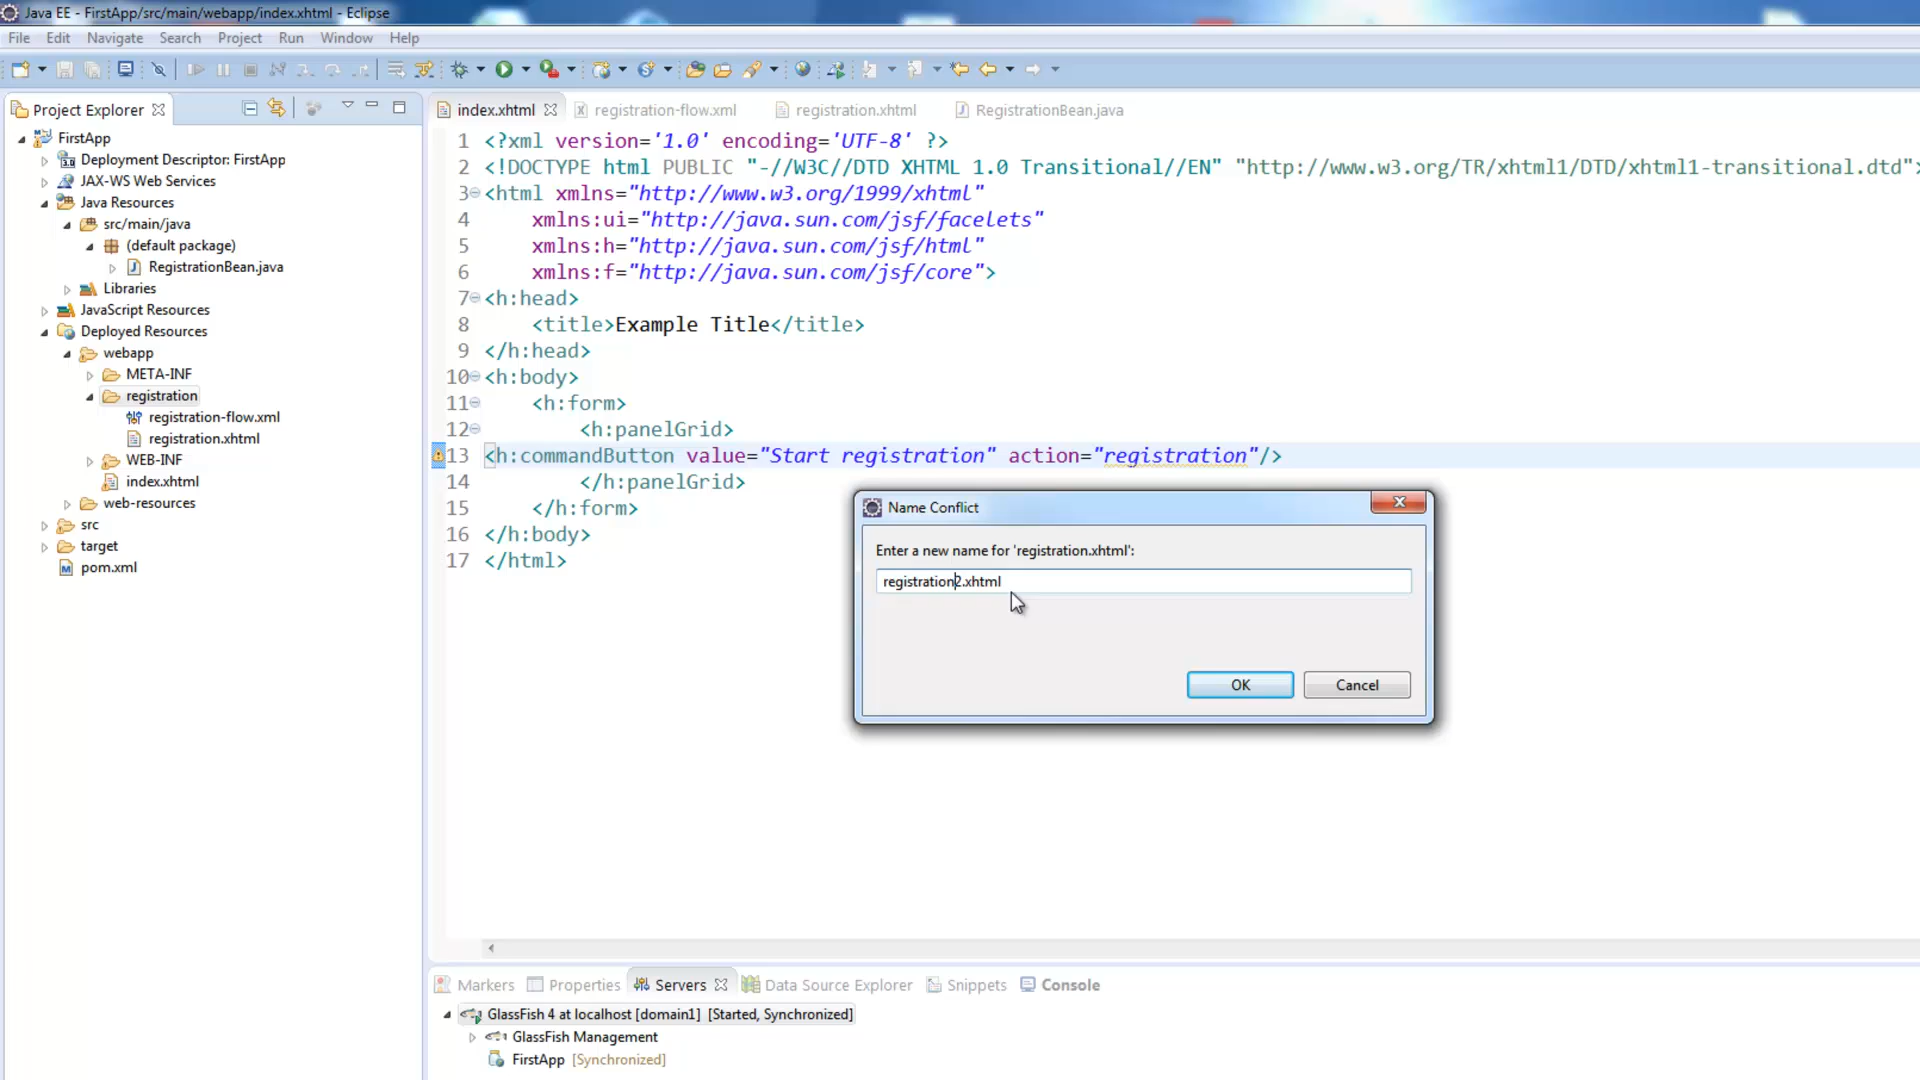 Java EE - FirstApp/src/main/webapp/index.xhtml - Eclipse
File Edit Navigate Search Project Run Window Help
Project Explorer
FirstApp
Deployment Descriptor: FirstApp
JAX-WS Web Services
Java Resources
src/main/java
(default package)
RegistrationBean.java
Libraries
JavaScript Resources
Deployed Resources
webapp
META-INF
registration
registration-flow.xml
registration.xhtml
WEB-INF
index.xhtml
web-resources
src
target
pom.xml
index.xhtml registration-flow.xml registration.xhtml RegistrationBean.java
1 <?xml version='1.0' encoding='UTF-8' ?>
2 <!DOCTYPE html PUBLIC "-//W3C//DTD XHTML 1.0 Transitional//EN" "http://www.w3.org/TR/xhtml1/DTD/xhtml1-transitional.dtd">
3 <html xmlns="http://www.w3.org/1999/xhtml"
4 xmlns:ui="http://java.sun.com/jsf/facelets"
5 xmlns:h="http://java.sun.com/jsf/html"
6 xmlns:f="http://java.sun.com/jsf/core">
7 <h:head>
8 <title>Example Title</title>
9 </h:head>
10 <h:body>
11 <h:form>
12 <h:panelGrid>
13 <h:commandButton value="Start registration" action="registration"/>
14 </h:panelGrid>
15 </h:form>
16 </h:body>
17 </html>
Name Conflict
Enter a new name for 'registration.xhtml':
registration2.xhtml
OK Cancel
Markers Properties Servers Data Source Explorer Snippets Console
GlassFish 4 at localhost [domain1] [Started, Synchronized]
GlassFish Management
FirstApp [Synchronized]